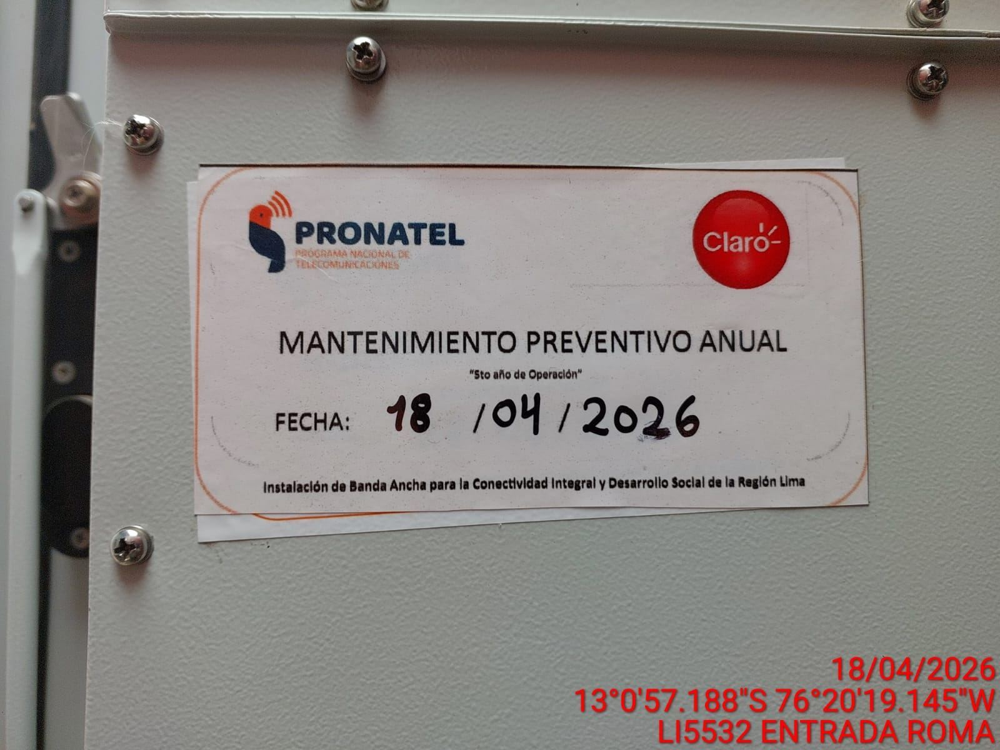 PRONATEL
PROGRAMA NACIONAL DE
TELECOMUNICACIONES
Claro
MANTENIMIENTO PREVENTIVO ANUAL
"5to año de Operación"
FECHA: 18 / 04 / 2026
Instalación de Banda Ancha para la Conectividad Integral y Desarrollo Social de la Región Lima
18/04/2026
13°0'57.188"S 76°20'19.145"W
LI5532 ENTRADA ROMA